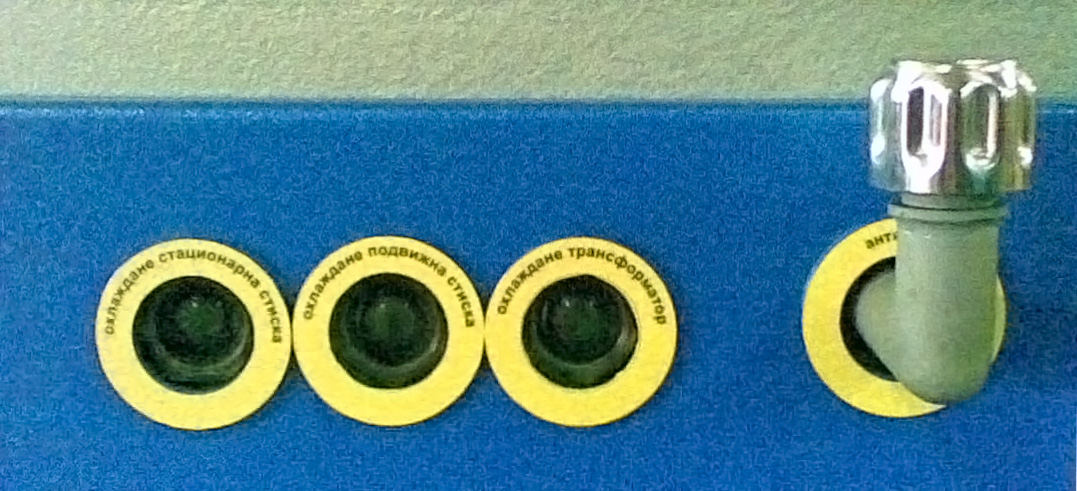 охлаждане стационарна стиска
охлаждане подвижна стиска
охлаждане трансформатор